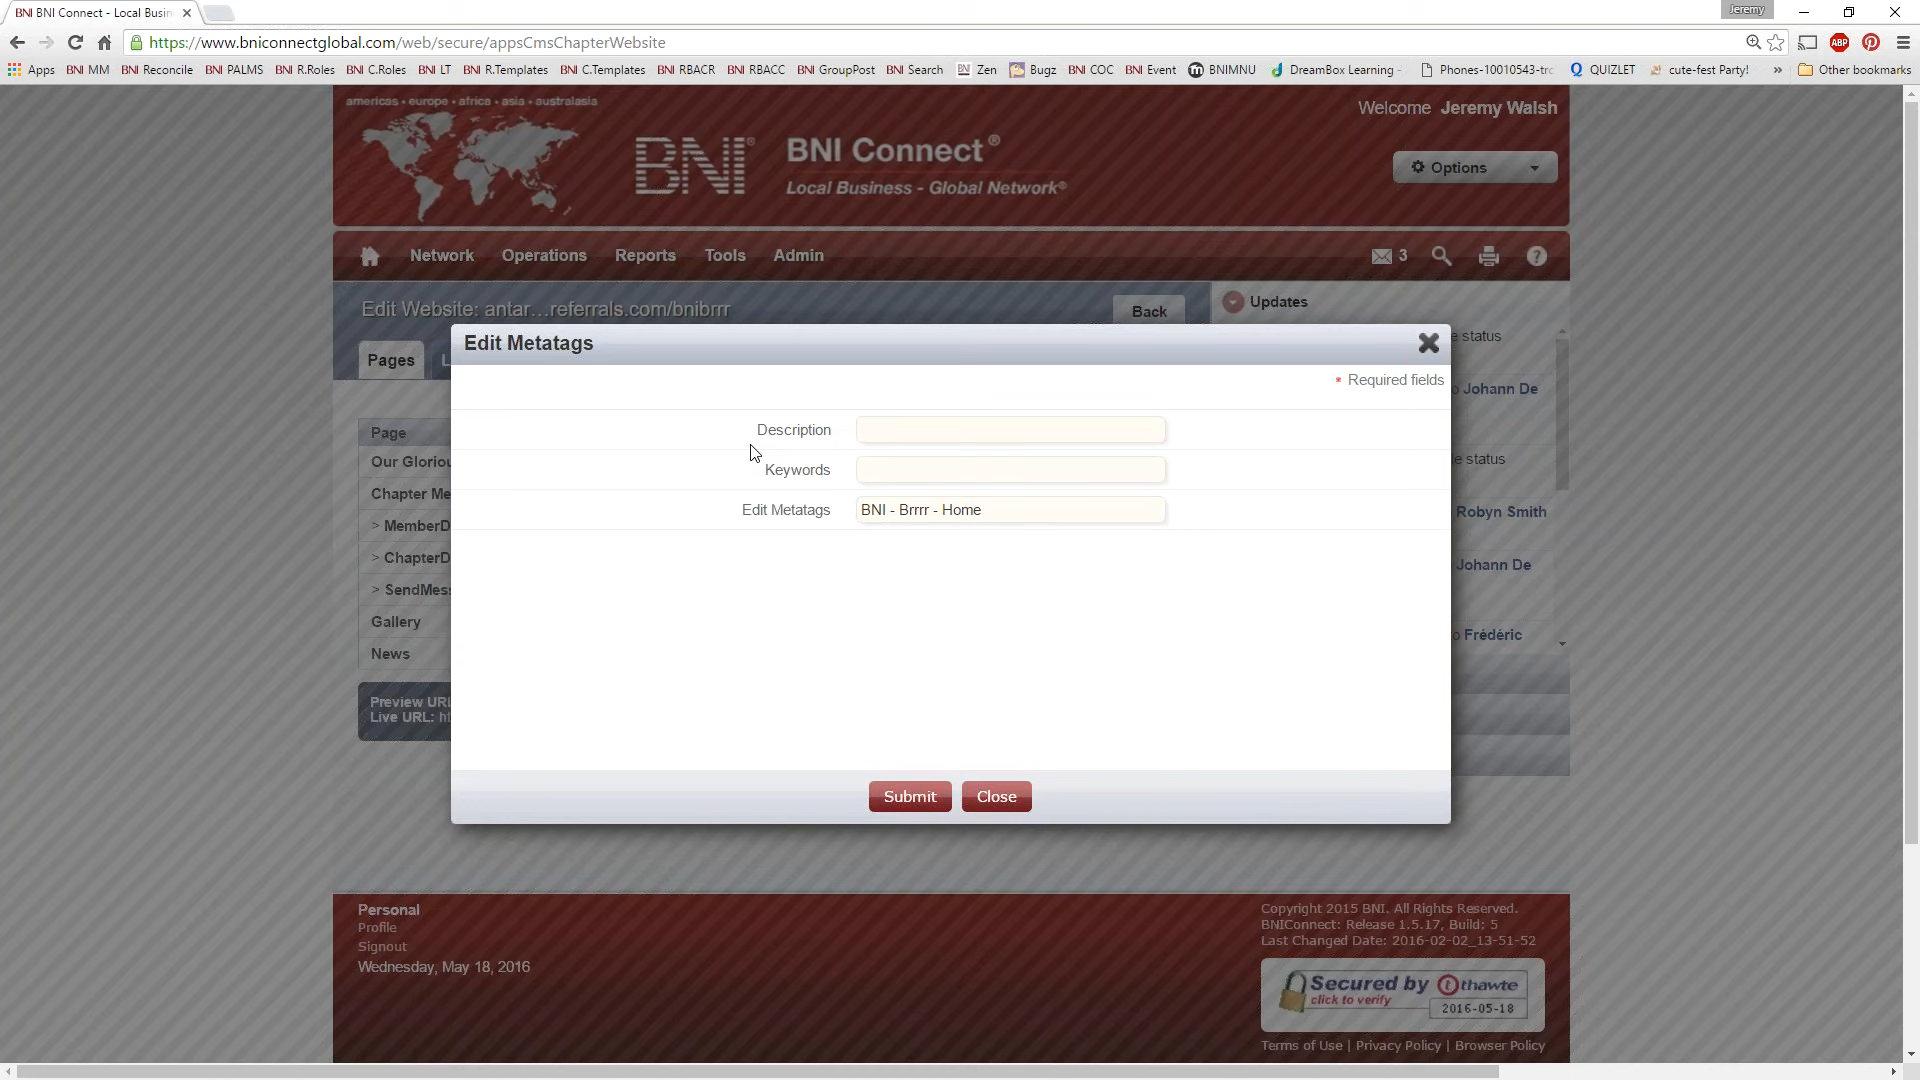 BNI BNI Connect - Local Busin
Jeremy
https://www.bniconnectglobal.com/web/secure/appsCmsChapterWebsite
ABP
Apps BNI MM BNI Reconcile BNI PALMS BNI R.Roles BNI C.Roles BNI LT BNI R.Templates BNI C.Templates BNI RBACR BNI RBACC BNI GroupPost BNI Search Zen Bugz BNI COC BNI Event BNIMNU DreamBox Learning - Phones-10010543-trc QUIZLET cute-fest Party! » Other bookmarks
americas • europe • africa • asia • australasia
Welcome Jeremy Walsh
BNI® BNI Connect®
Local Business - Global Network®
Options
Network Operations Reports Tools Admin 3
Edit Website: antar...referrals.com/bnibrrr
Back
Updates
Pages L
Edit Metatags
e status
* Required fields
o Johann De
Description
Page
Our Gloriou
e status
Keywords
Chapter Me
Edit Metatags BNI - Brrrr - Home
Robyn Smith
> MemberD
> ChapterD
Johann De
> SendMess
Gallery
o Frédéric
News
Preview URL
Live URL: ht
Submit Close
Personal
Profile
Signout
Wednesday, May 18, 2016
Copyright 2015 BNI. All Rights Reserved.
BNIConnect: Release 1.5.17, Build: 5
Last Changed Date: 2016-02-02_13-51-52
Secured by thawte
click to verify
2016-05-18
Terms of Use | Privacy Policy | Browser Policy